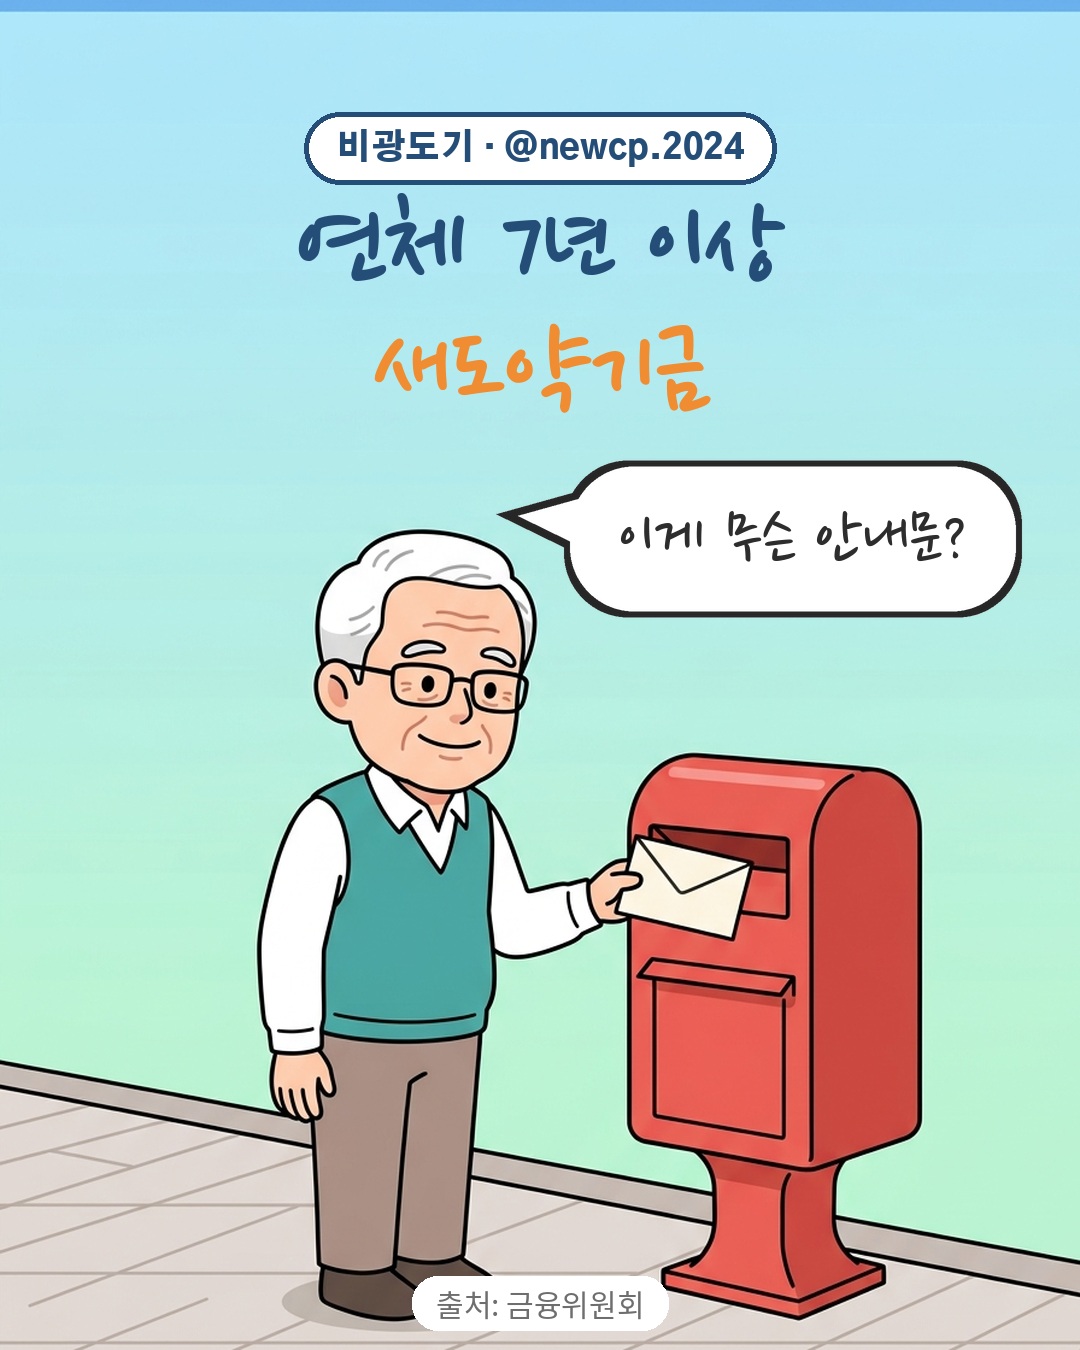 비광도기 · @newcp.2024
연체 7년 이상
새도약기금
이게 무슨 안내문?
출처: 금융위원회